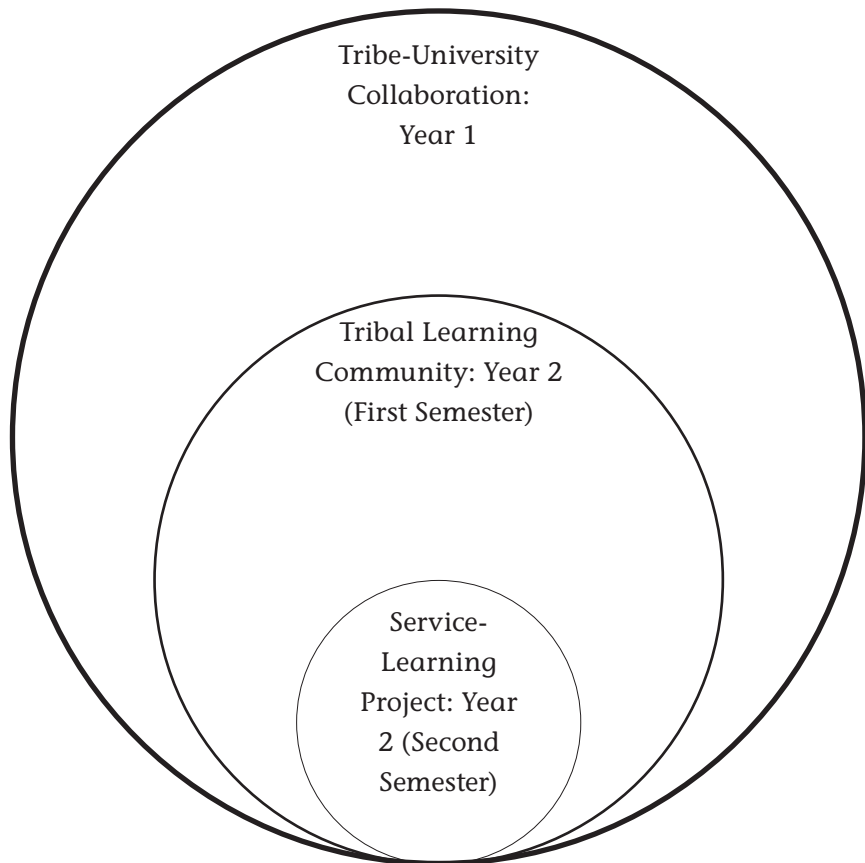 Tribe-University
Collaboration:
Year 1
Tribal Learning
Community: Year 2
(First Semester)
Service-
Learning
Project: Year
2 (Second
Semester)